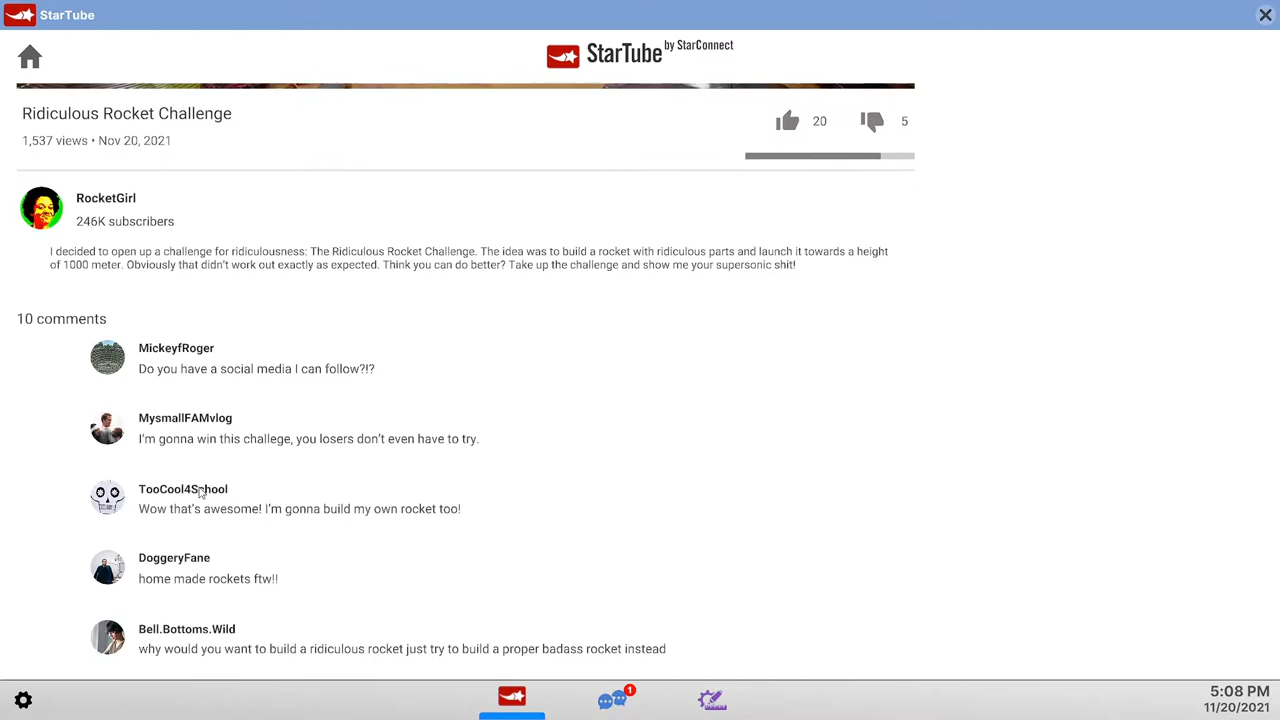 StarTube
StarTube by StarConnect
Ridiculous Rocket Challenge
20
5
1,537 views • Nov 20, 2021
RocketGirl
246K subscribers
I decided to open up a challenge for ridiculousness: The Ridiculous Rocket Challenge. The idea was to build a rocket with ridiculous parts and launch it towards a height
of 1000 meter. Obviously that didn't work out exactly as expected. Think you can do better? Take up the challenge and show me your supersonic shit!
10 comments
MickeyfRoger
Do you have a social media I can follow?!?
MysmallFAMvlog
I'm gonna win this challege, you losers don't even have to try.
TooCool4School
Wow that's awesome! I'm gonna build my own rocket too!
DoggeryFane
home made rockets ftw!!
Bell.Bottoms.Wild
why would you want to build a ridiculous rocket just try to build a proper badass rocket instead
1
5:08 PM
11/20/2021